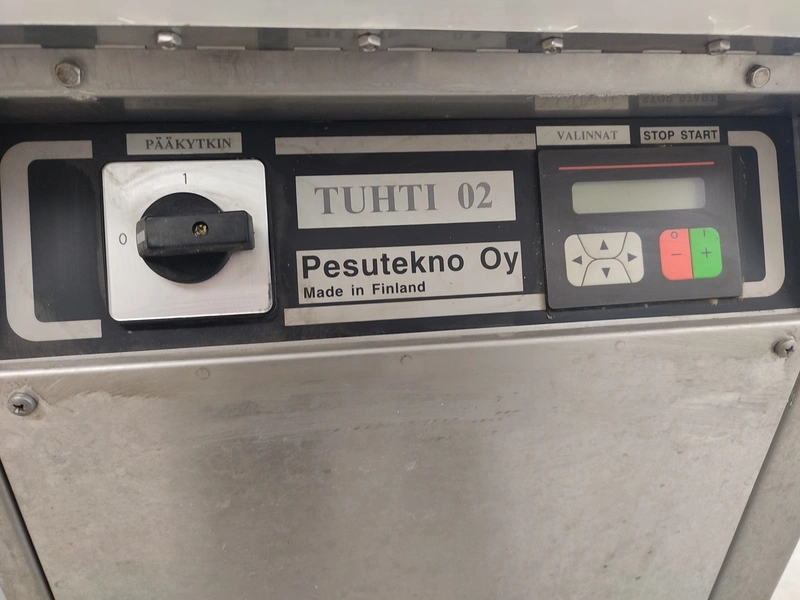 PÄÄKYTKIN
VALINNAT
STOP START
1
0
TUHTI 02
Pesutekno Oy
Made in Finland
O I
- +